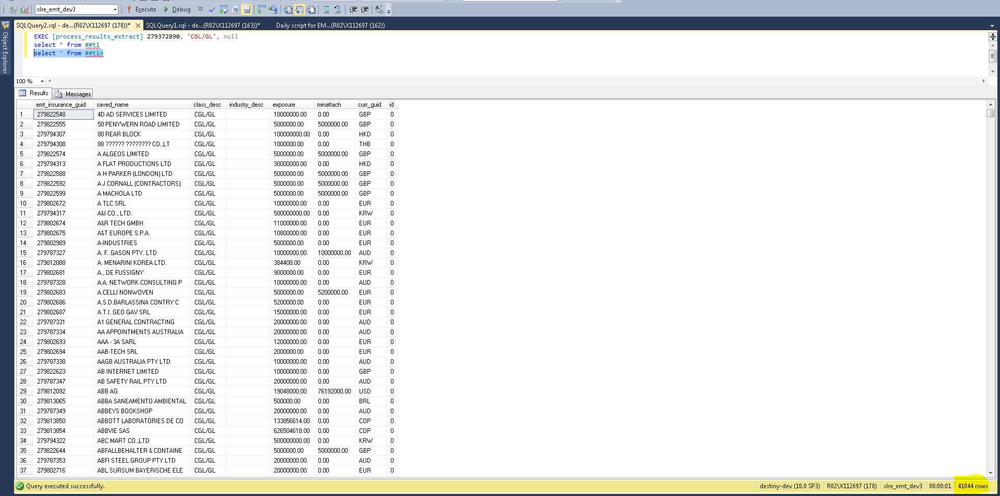 xlre_emt_dev3 Execute Debug
SQLQuery2.sql - de...(R02\X112697 (178))* SQLQuery1.sql - de...(R02\X112697 (163))* Daily script for EM...(R02\X112697 (162))
Object Explorer
EXEC [process_results_extract] 279372890, 'CGL/GL', null
select * from ##t1
select * from ##tin
100 %
Results Messages
emt_insurance_guid saved_name class_desc industry_desc exposure minattach curr_guid id
1 279822548 4D AD SERVICES LIMITED CGL/GL 10000000.00 0.00 GBP 0
2 279822555 50 PENYWERN ROAD LIMITED CGL/GL 5000000.00 5000000.00 GBP 0
3 279794307 80 REAR BLOCK CGL/GL 100000000.00 0.00 HKD 0
4 279794308 88 ?????? ???????? CO.,LT CGL/GL 1000000.00 0.00 THB 0
5 279822574 A ALGEOS LIMITED CGL/GL 5000000.00 5000000.00 GBP 0
6 279794313 A FLAT PRODUCTIONS LTD CGL/GL 30000000.00 0.00 HKD 0
7 279822588 A H PARKER (LONDON) LTD CGL/GL 5000000.00 5000000.00 GBP 0
8 279822592 A J CORNALL (CONTRACTORS) CGL/GL 5000000.00 5000000.00 GBP 0
9 279822599 A MACHOLA LTD CGL/GL 5000000.00 5000000.00 GBP 0
10 279802672 A TLC SRL CGL/GL 10000000.00 0.00 EUR 0
11 279794317 A&I CO., LTD. CGL/GL 500000000.00 0.00 KRW 0
12 279802674 A&R TECH GMBH CGL/GL 11000000.00 0.00 EUR 0
13 279802675 A&T EUROPE S.P.A. CGL/GL 10800000.00 0.00 EUR 0
14 279802989 A-INDUSTRIES CGL/GL 5000000.00 0.00 EUR 0
15 279787327 A. F. GASON PTY. LTD CGL/GL 10000000.00 10000000.00 AUD 0
16 279812088 A. MENARINI KOREA LTD. CGL/GL 384408.00 0.00 KRW 0
17 279802681 A., DE FUSSIGNY CGL/GL 9000000.00 0.00 EUR 0
18 279787328 A.A. NETWORK CONSULTING P CGL/GL 10000000.00 0.00 AUD 0
19 279802683 A.CELLI NONWOVEN CGL/GL 5000000.00 5200000.00 EUR 0
20 279802686 A.S.D.BARLASSINA CONTRY C CGL/GL 5200000.00 0.00 EUR 0
21 279802687 A.T.I. GEO GAV SRL CGL/GL 15000000.00 0.00 EUR 0
22 279787331 A1 GENERAL CONTRACTING CGL/GL 20000000.00 0.00 AUD 0
23 279787334 AA APPOINTMENTS AUSTRALIA CGL/GL 20000000.00 0.00 AUD 0
24 279802693 AAA - 3A SARL CGL/GL 12000000.00 0.00 EUR 0
25 279802694 AAB-TECH SRL CGL/GL 2000000.00 0.00 EUR 0
26 279787338 AAGB AUSTRALIA PTY LTD CGL/GL 10000000.00 0.00 AUD 0
27 279822623 AB INTERNET LIMITED CGL/GL 10000000.00 0.00 GBP 0
28 279787347 AB SAFETY RAIL PTY LTD CGL/GL 20000000.00 0.00 AUD 0
29 279812092 ABB AG CGL/GL 19048000.00 76192000.00 USD 0
30 279813065 ABBA SANEAMENTO AMBIENTAL CGL/GL 500000.00 0.00 BRL 0
31 279787349 ABBEYS BOOKSHOP CGL/GL 20000000.00 0.00 AUD 0
32 279813850 ABBOTT LABORATORIES DE CO CGL/GL 133856614.00 0.00 COP 0
33 279813854 ABBVIE SAS CGL/GL 626504618.00 0.00 COP 0
34 279794322 ABC MART CO.,LTD CGL/GL 500000000.00 0.00 KRW 0
35 279822644 ABFALLBEHALTER & CONTAINE CGL/GL 5000000.00 5000000.00 GBP 0
36 279787353 ABFI STEEL GROUP PTY LTD CGL/GL 20000000.00 0.00 AUD 0
37 279802716 ABL SURSUM BAYERISCHE ELE CGL/GL 20000000.00 0.00 EUR 0
Query executed successfully. destiny-dev (10.0 SP3) R02\X112697 (178) xlre_emt_dev3 00:00:01 41044 rows